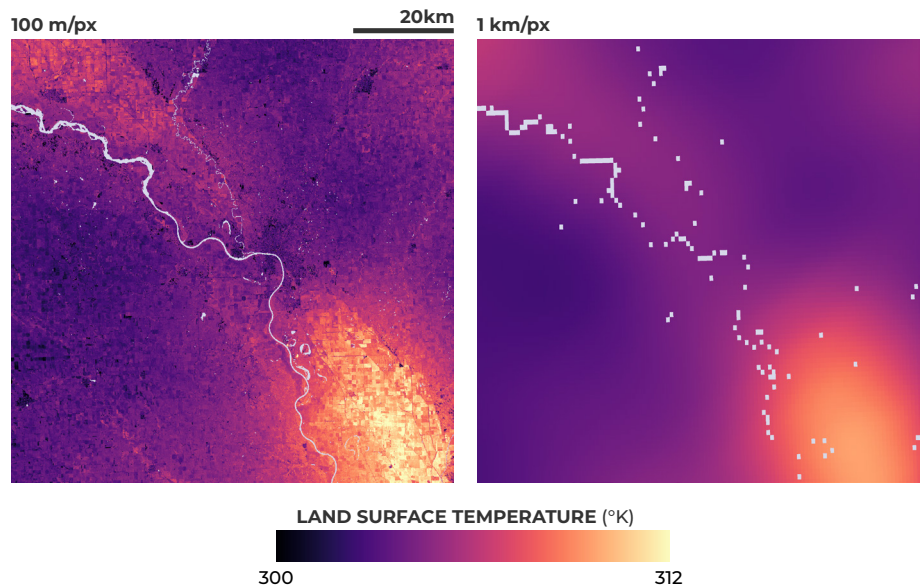 100 m/px
20km
1 km/px
LAND SURFACE TEMPERATURE (°K)
300
312